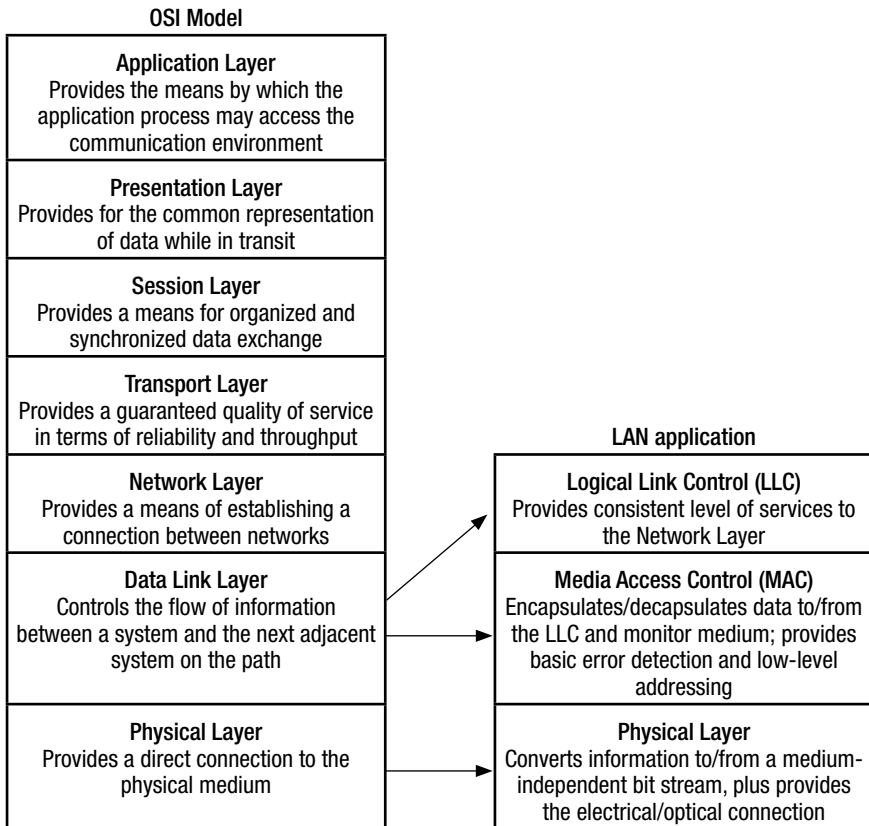 OSI Model
Application Layer
Provides the means by which the
application process may access the
communication environment
Presentation Layer
Provides for the common representation
of data while in transit
Session Layer
Provides a means for organized and
synchronized data exchange
Transport Layer
Provides a guaranteed quality of service
in terms of reliability and throughput
Network Layer
Provides a means of establishing a
connection between networks
Data Link Layer
Controls the flow of information
between a system and the next adjacent
system on the path
Physical Layer
Provides a direct connection to the
physical medium
LAN application
Logical Link Control (LLC)
Provides consistent level of services to
the Network Layer
Media Access Control (MAC)
Encapsulates/decapsulates data to/from
the LLC and monitor medium; provides
basic error detection and low-level
addressing
Physical Layer
Converts information to/from a medium-
independent bit stream, plus provides
the electrical/optical connection